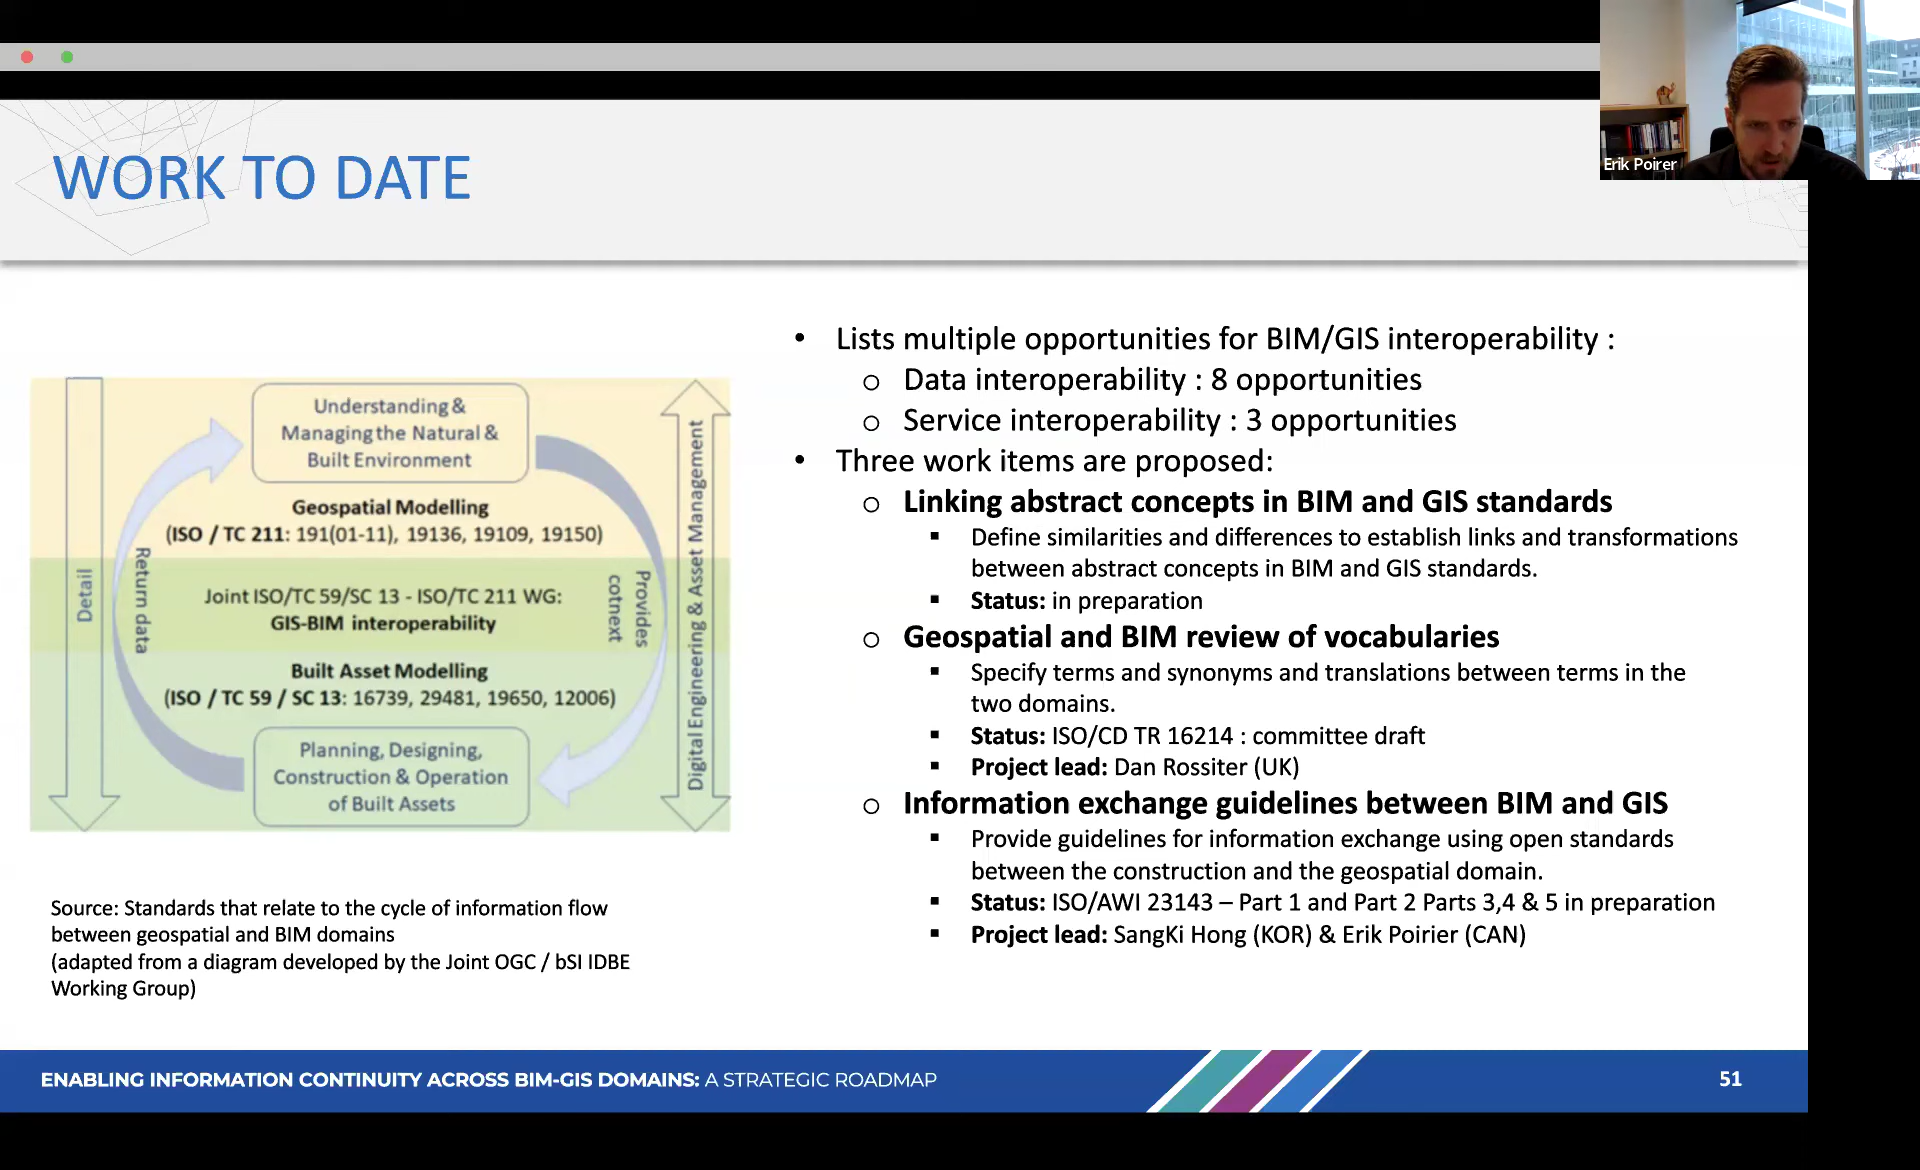 Erik Poirer
WORK TO DATE
Understanding &
Managing the Natural &
Built Environment
Geospatial Modelling
(ISO / TC 211: 191(01-11), 19136, 19109, 19150)
Detail
Return data
Joint ISO/TC 59/SC 13 - ISO/TC 211 WG:
GIS-BIM interoperability
Provides
cotnext
Digital Engineering & Asset Management
Built Asset Modelling
(ISO / TC 59 / SC 13: 16739, 29481, 19650, 12006)
Planning, Designing,
Construction & Operation
of Built Assets
Source: Standards that relate to the cycle of information flow
between geospatial and BIM domains
(adapted from a diagram developed by the Joint OGC / bSI IDBE
Working Group)
• Lists multiple opportunities for BIM/GIS interoperability :
o Data interoperability : 8 opportunities
o Service interoperability : 3 opportunities
• Three work items are proposed:
o Linking abstract concepts in BIM and GIS standards
▪ Define similarities and differences to establish links and transformations
between abstract concepts in BIM and GIS standards.
▪ Status: in preparation
o Geospatial and BIM review of vocabularies
▪ Specify terms and synonyms and translations between terms in the
two domains.
▪ Status: ISO/CD TR 16214 : committee draft
▪ Project lead: Dan Rossiter (UK)
o Information exchange guidelines between BIM and GIS
▪ Provide guidelines for information exchange using open standards
between the construction and the geospatial domain.
▪ Status: ISO/AWI 23143 – Part 1 and Part 2 Parts 3,4 & 5 in preparation
▪ Project lead: SangKi Hong (KOR) & Erik Poirier (CAN)
ENABLING INFORMATION CONTINUITY ACROSS BIM-GIS DOMAINS: A STRATEGIC ROADMAP
51